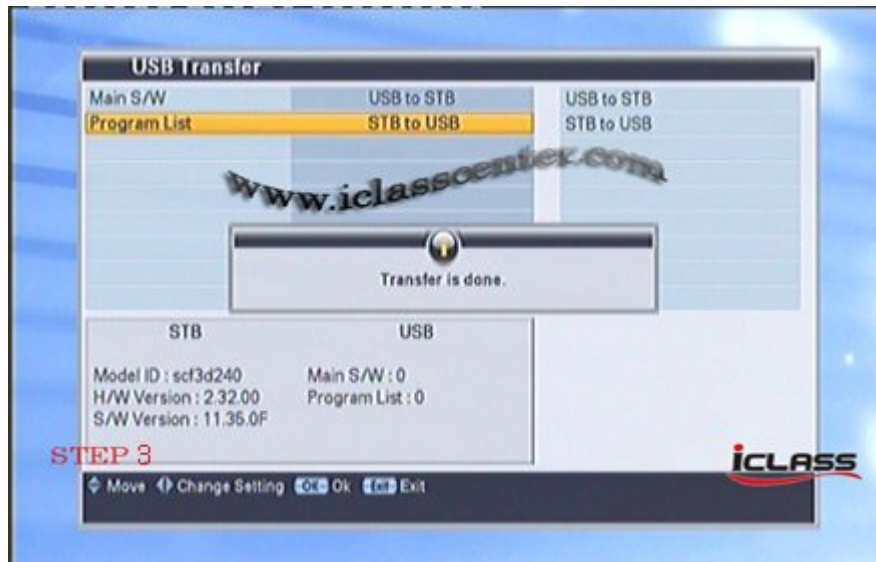 USB Transfer
Main S/W USB to STB USB to STB
Program List STB to USB STB to USB
www.iclasscenter.com
Transfer is done.
STB USB
Model ID : scf3d240 Main S/W : 0
H/W Version : 2.32.00 Program List : 0
S/W Version : 11.35.0F
STEP 3
iCLASS
Move Change Setting OK Ok Exit Exit